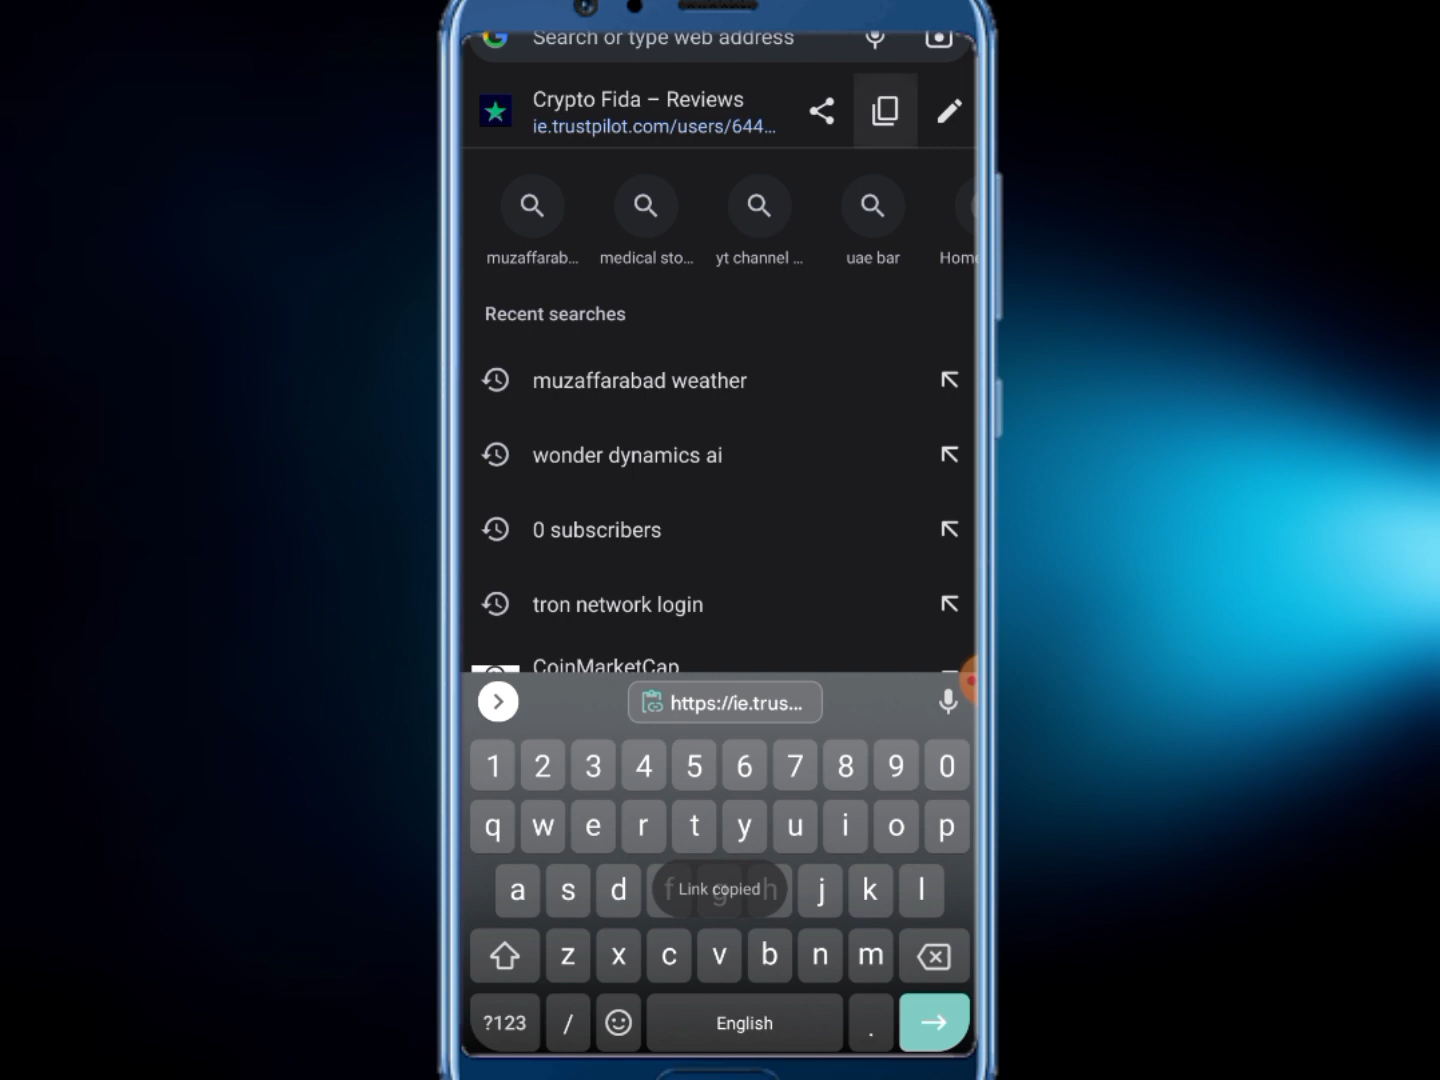 Search or type web address
Crypto Fida – Reviews
ie.trustpilot.com/users/644...
muzaffarab...
medical sto...
yt channel ...
uae bar
Home
Recent searches
muzaffarabad weather
wonder dynamics ai
0 subscribers
tron network login
CoinMarketCap
https://ie.trus...
1 2 3 4 5 6 7 8 9 0
q w e r t y u i o p
a s d f g h j k l
Link copied
z x c v b n m
?123 / English .